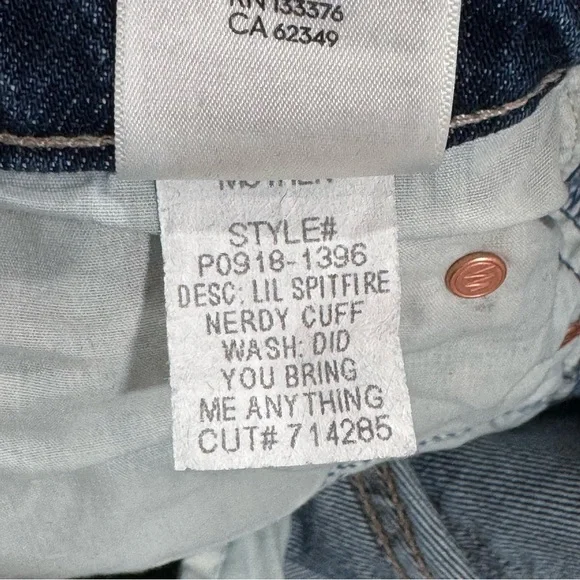 RN 133376
CA 62349
MOTHER
STYLE#
P0918-1396
DESC: LIL SPITFIRE
NERDY CUFF
WASH: DID
YOU BRING
ME ANYTHING
CUT# 714285